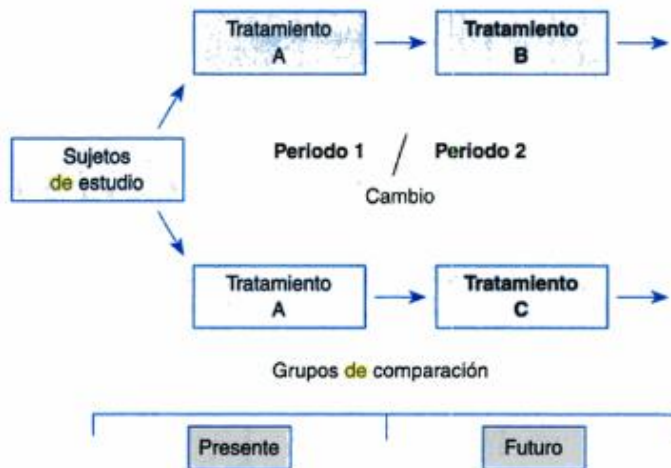 Tratamiento
A
Tratamiento
B
Sujetos
de estudio
Periodo 1 / Periodo 2
Cambio
Tratamiento
A
Tratamiento
C
Grupos de comparación
Presente
Futuro